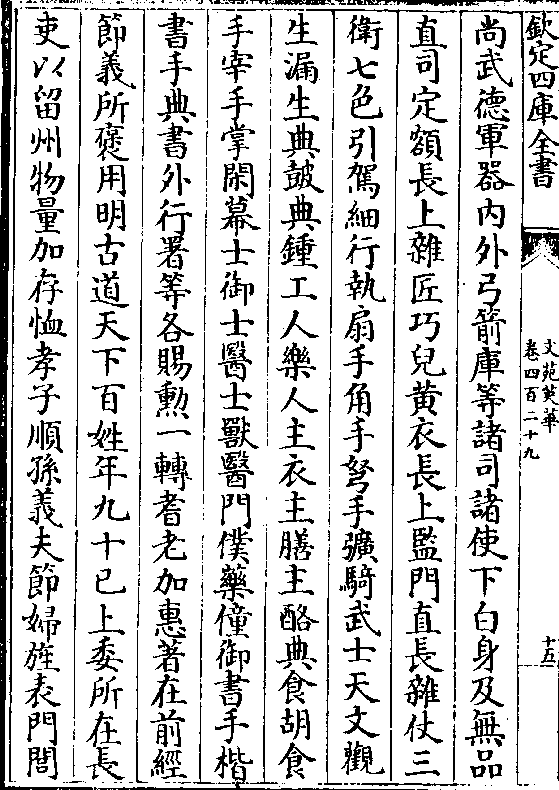 欽定四庫全書
文苑英華
卷四百二十九
十五
尚武德軍器內外弓箭庫等諸司諸使下白身及無品
直司定額長上雜匠巧兒黃衣長上監門直長雜仗三
衛七色引駕細行執扇手角手弩手彍騎武士天文觀
生漏生典鼓典鍾工人樂人主衣主膳主酪典食胡食
手宰手掌閑幕士御士醫士獸醫門僕藥僮御書手楷
書手典書外行署等各賜勲一轉耆老加惠著在前經
節義所襃用明古道天下百姓年九十已上委所在長
吏以留州物量加存恤孝子順孫義夫節婦旌表門閭